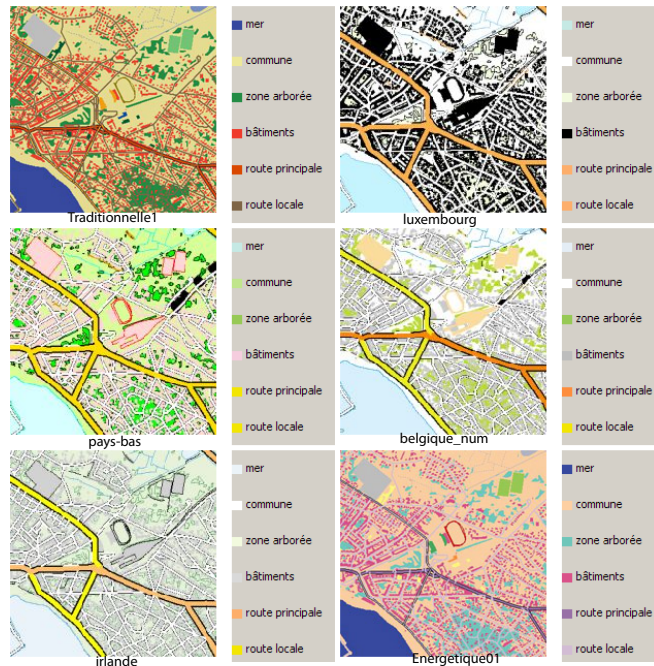 mer
commune
zone arborée
bâtiments
route principale
route locale
Traditionnelle1
mer
commune
zone arborée
bâtiments
route principale
route locale
luxembourg
mer
commune
zone arborée
bâtiments
route principale
route locale
pays-bas
mer
commune
zone arborée
bâtiments
route principale
route locale
belgique_num
mer
commune
zone arborée
bâtiments
route principale
route locale
irlande
mer
commune
zone arborée
bâtiments
route principale
route locale
Energetique01